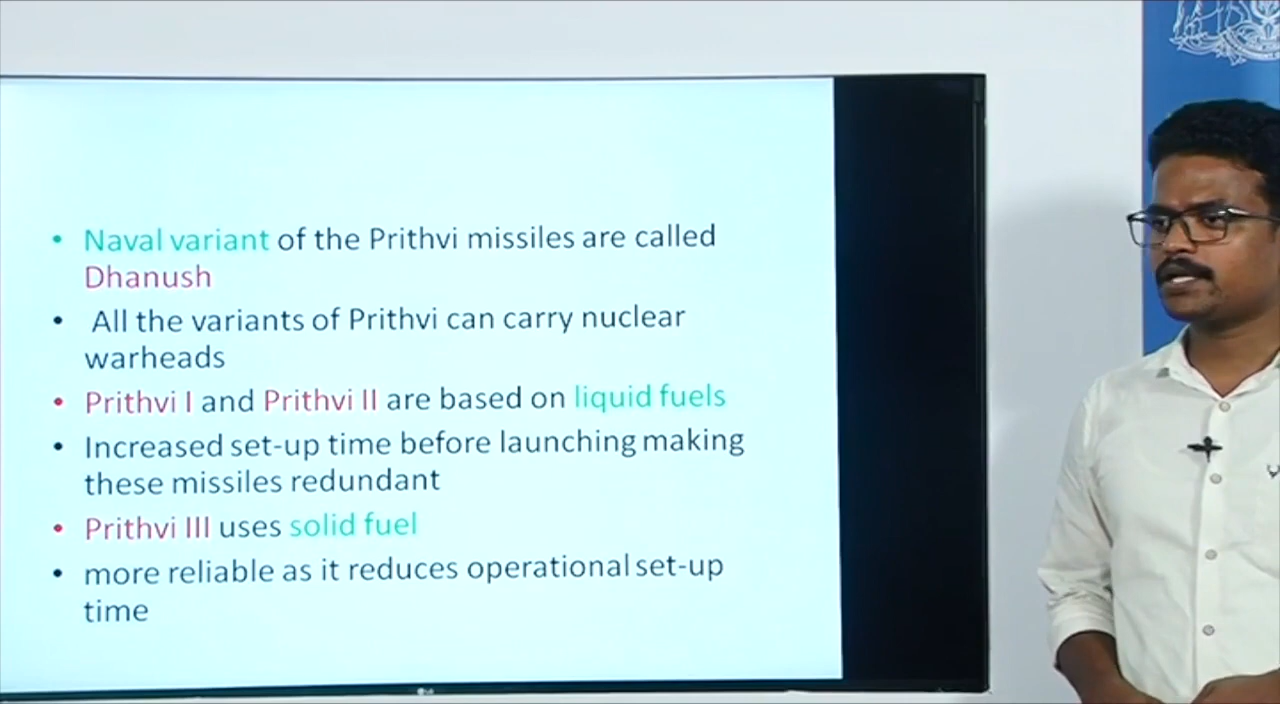 • Naval variant of the Prithvi missiles are called
Dhanush
• All the variants of Prithvi can carry nuclear
warheads
• Prithvi I and Prithvi II are based on liquid fuels
• Increased set-up time before launching making
these missiles redundant
• Prithvi III uses solid fuel
• more reliable as it reduces operational set-up
time
LG